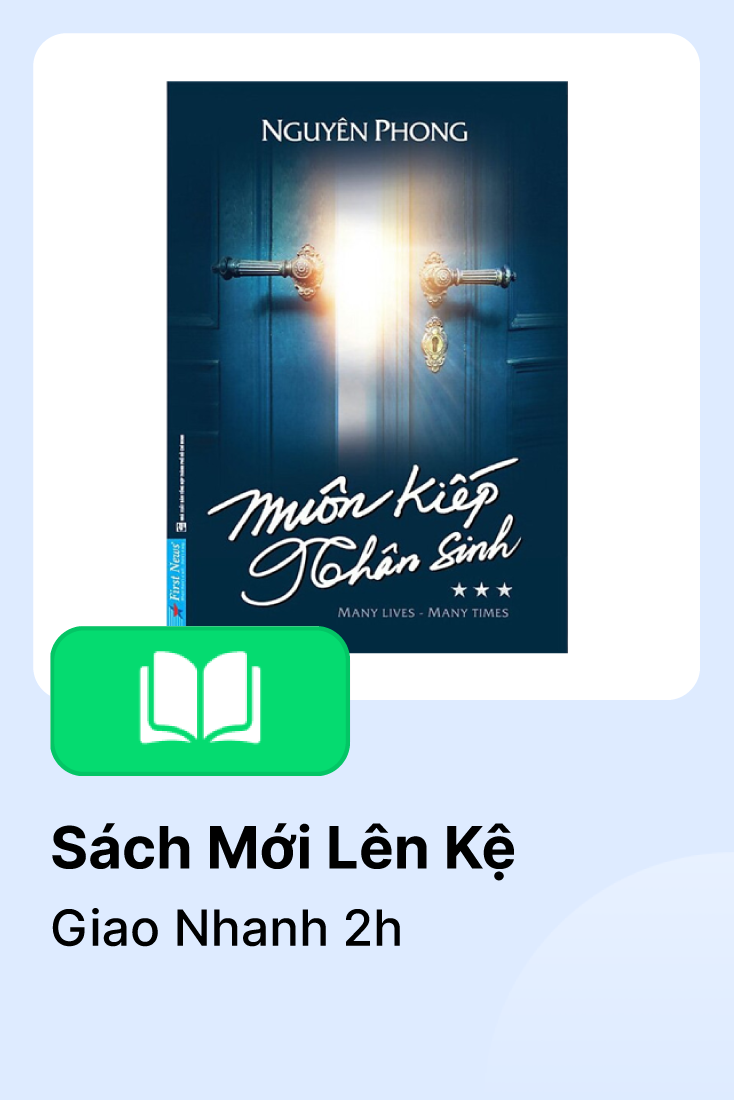 NGUYÊN PHONG
Muôn Kiếp
Nhân Sinh
MANY LIVES - MANY TIMES
First News
Sách Mới Lên Kệ
Giao Nhanh 2h